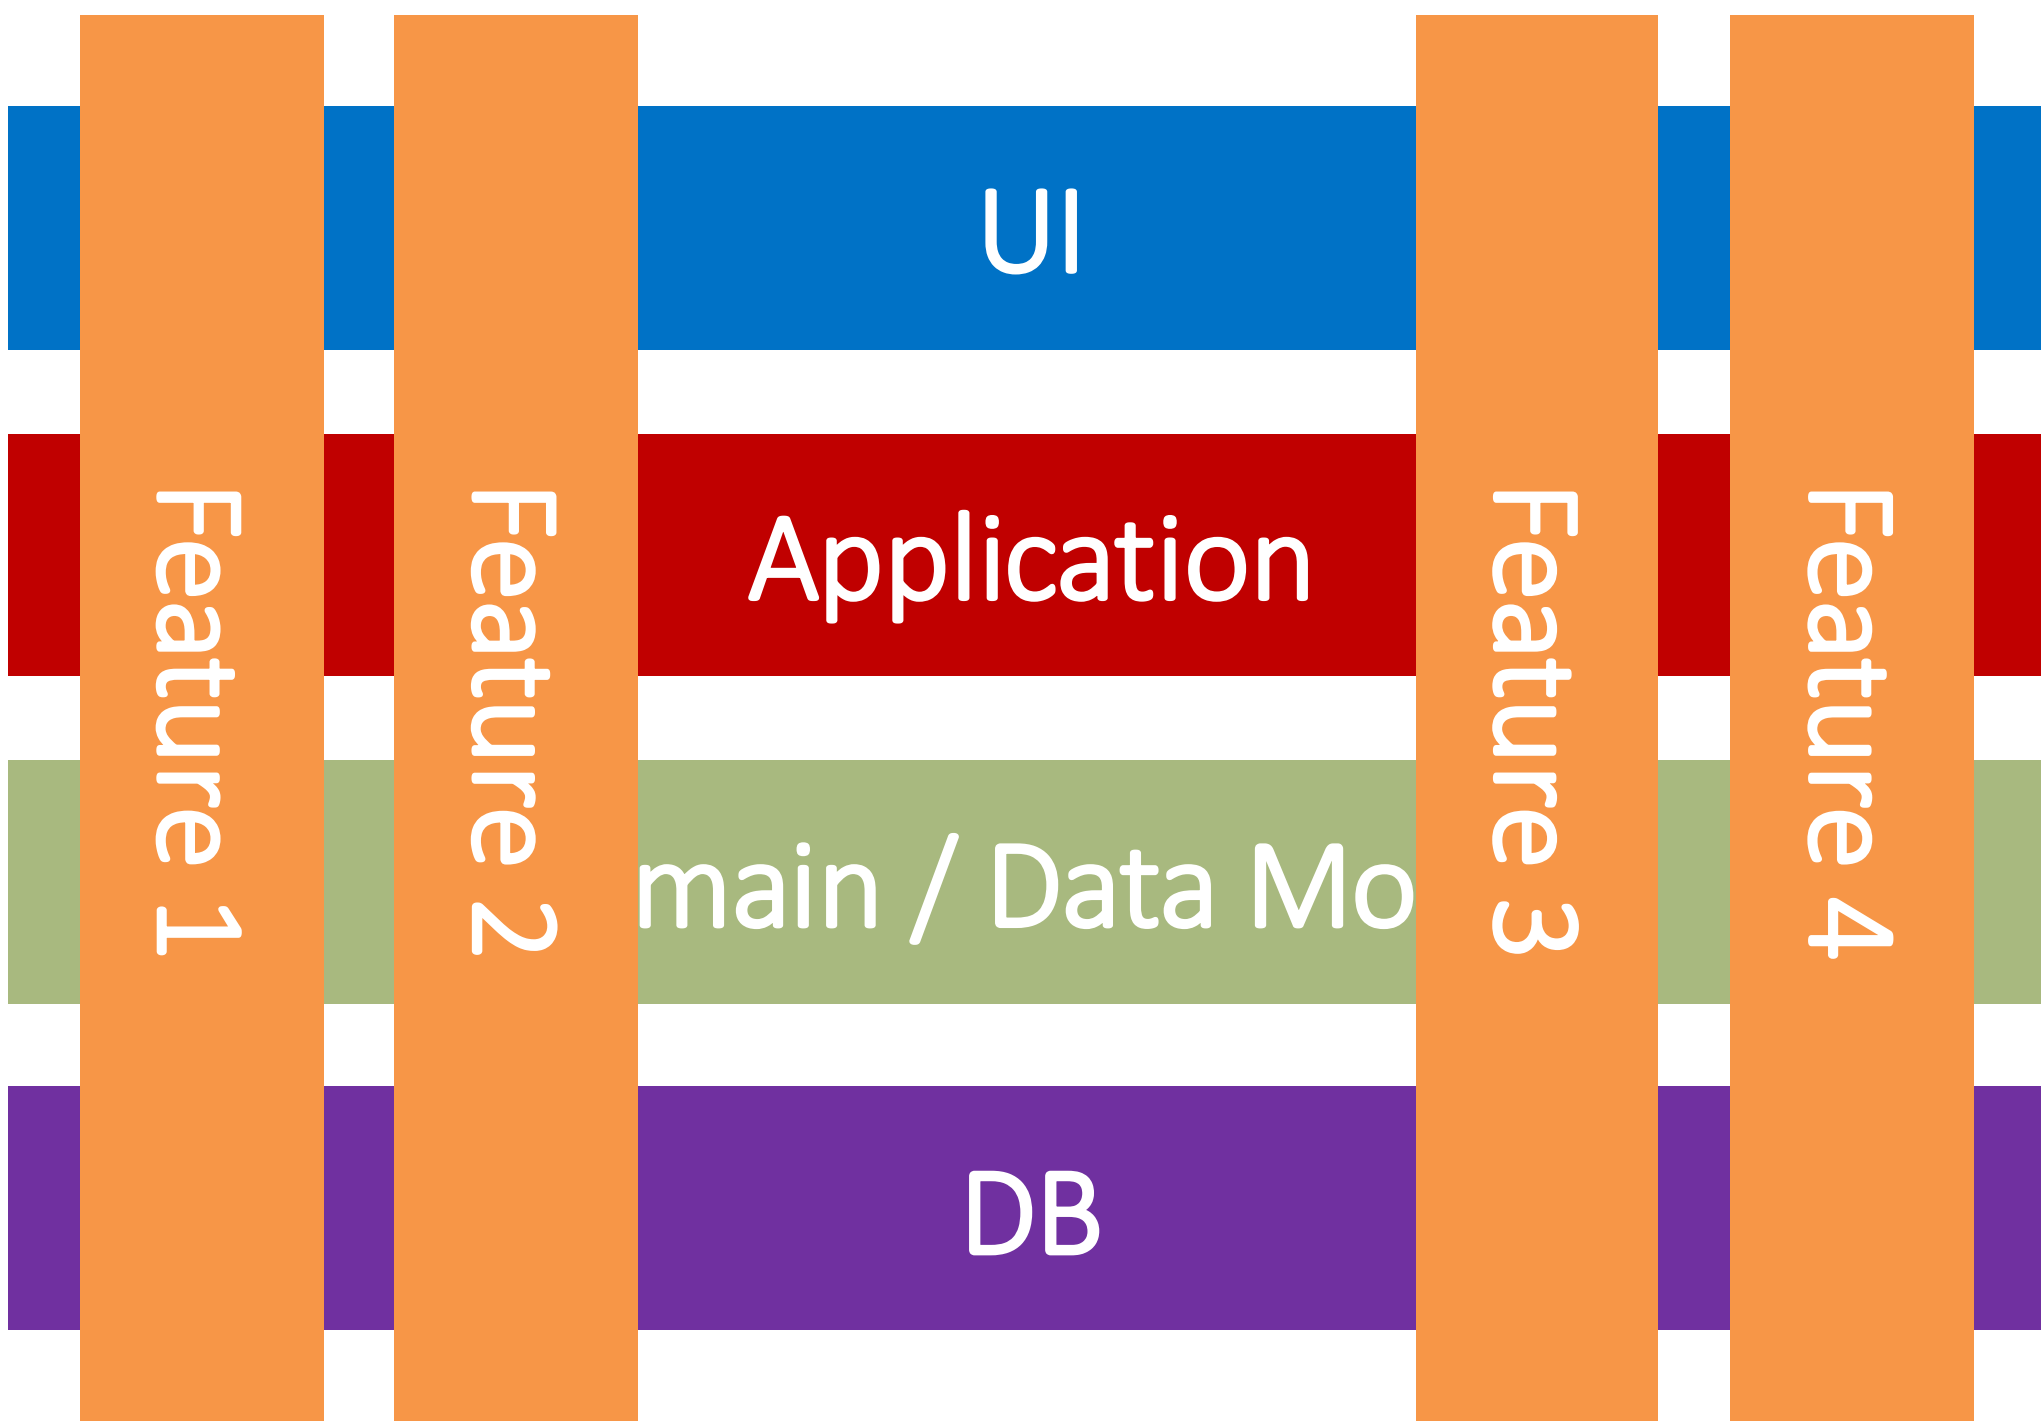 UI
Application
main / Data Mo
DB
Feature 1
Feature 2
Feature 3
Feature 4